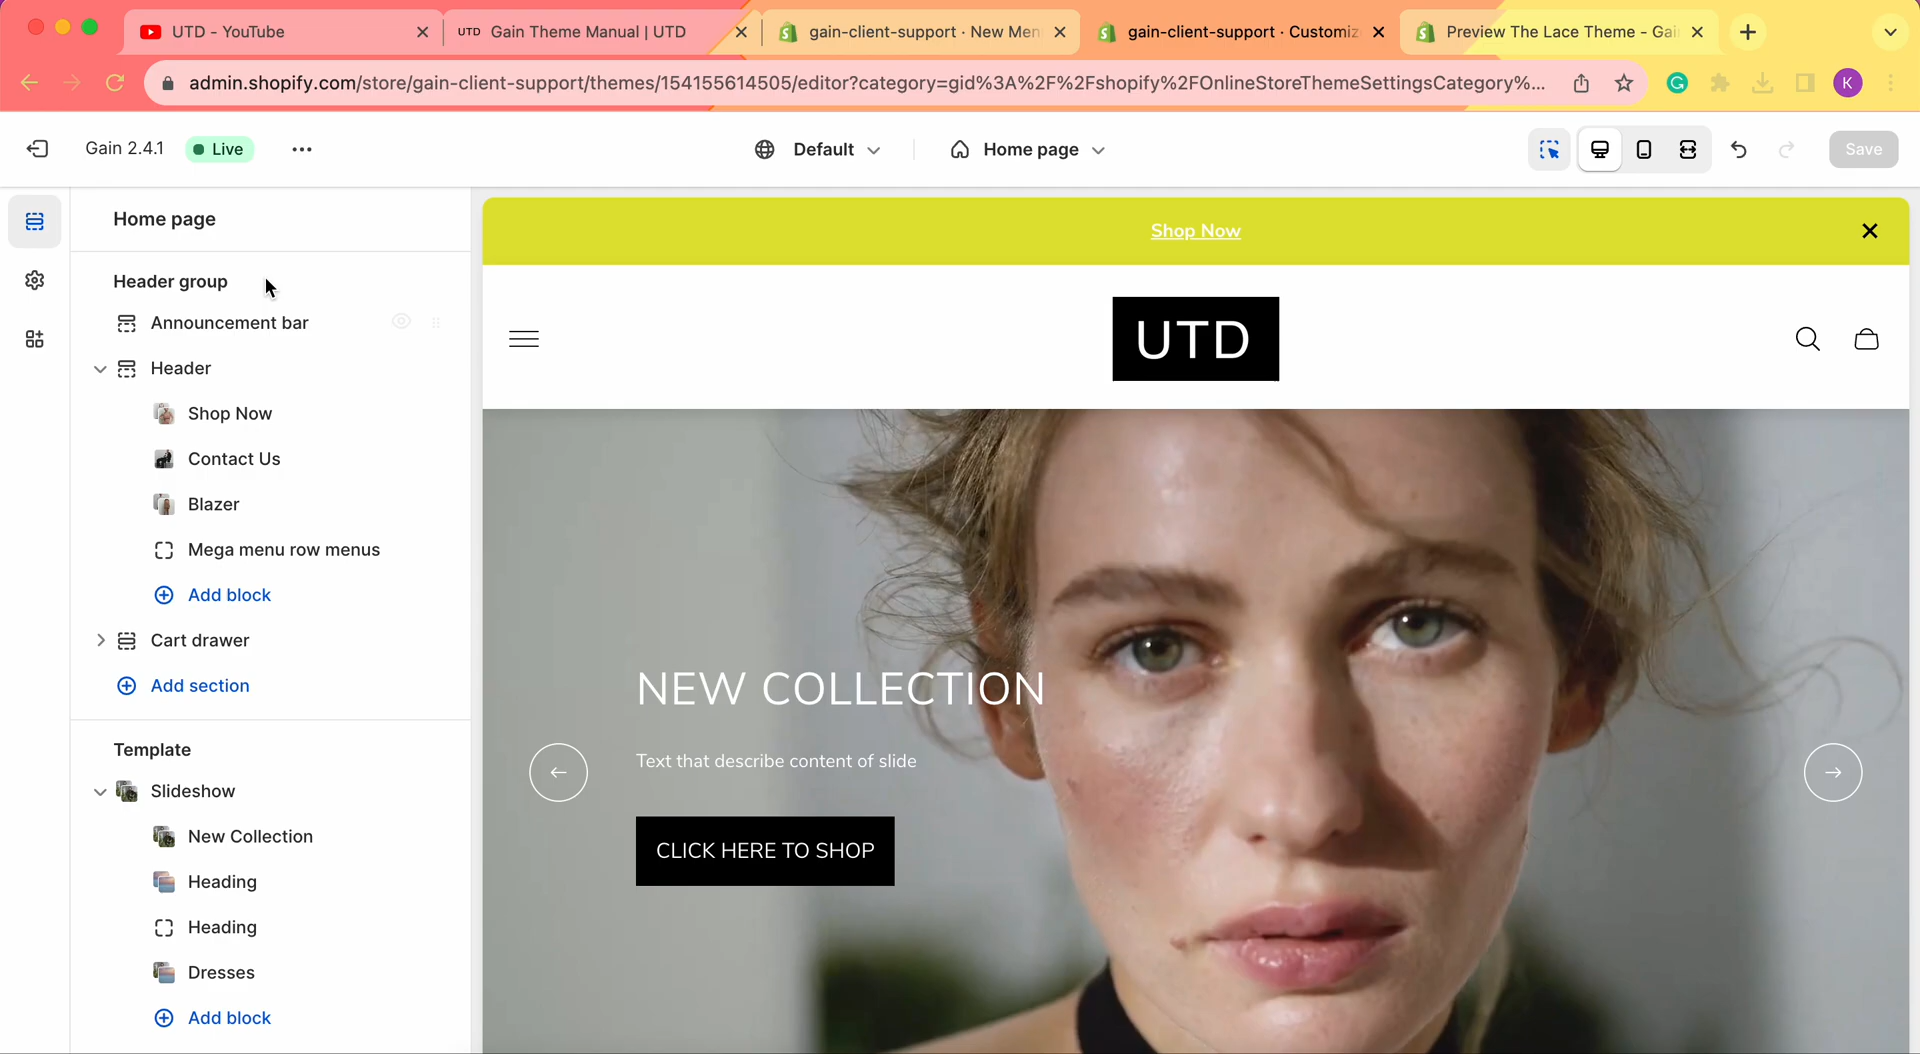 UTD - YouTube
UTD Gain Theme Manual | UTD
gain-client-support · New Men
gain-client-support · Customiz
Preview The Lace Theme - Gai
admin.shopify.com/store/gain-client-support/themes/154155614505/editor?category=gid%3A%2F%2Fshopify%2FOnlineStoreThemeSettingsCategory%...
K
Gain 2.4.1
Live
Default
Home page
Save
Home page
Header group
Announcement bar
Header
Shop Now
Contact Us
Blazer
Mega menu row menus
Add block
Cart drawer
Add section
Template
Slideshow
New Collection
Heading
Heading
Dresses
Add block
Shop Now
UTD
NEW COLLECTION
Text that describe content of slide
CLICK HERE TO SHOP